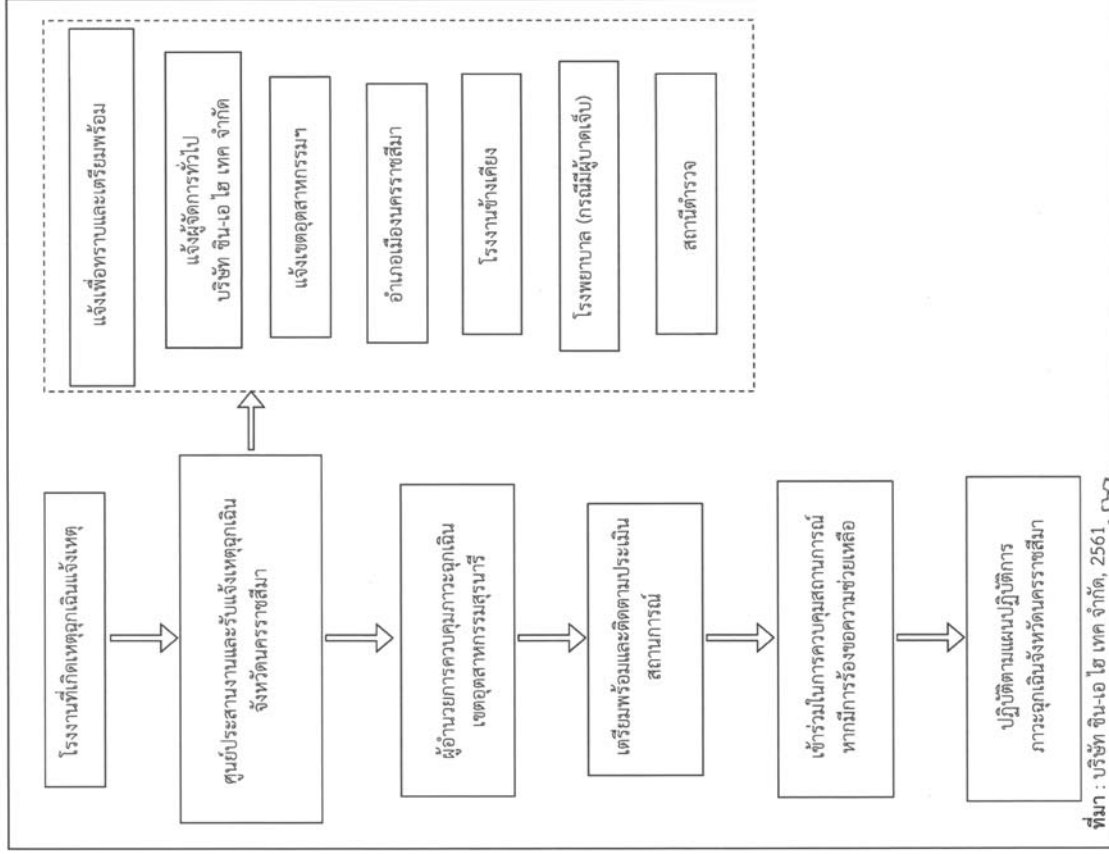 โรงงานที่เกิดเหตุฉุกเฉินแจ้งเหตุ
ศูนย์ประสานงานและรับแจ้งเหตุฉุกเฉิน
จังหวัดนครราชสีมา
ผู้อำนวยการควบคุมภาวะฉุกเฉิน
เขตอุตสาหกรรมสุรนารี
เตรียมพร้อมและติดตามประเมิน
สถานการณ์
เข้าร่วมในการควบคุมสถานการณ์
หากมีการร้องขอความช่วยเหลือ
ปฏิบัติตามแผนปฏิบัติการ
ภาวะฉุกเฉินจังหวัดนครราชสีมา
แจ้งเพื่อทราบและเตรียมพร้อม
แจ้งผู้จัดการทั่วไป
บริษัท ชิน-เอ ไฮ เทค จำกัด
แจ้งเขตอุตสาหกรรมฯ
อำเภอเมืองนครราชสีมา
โรงงานข้างเคียง
โรงพยาบาล (กรณีมีผู้บาดเจ็บ)
สถานีตำรวจ
ที่มา : บริษัท ชิน-เอ ไฮ เทค จำกัด, 2561